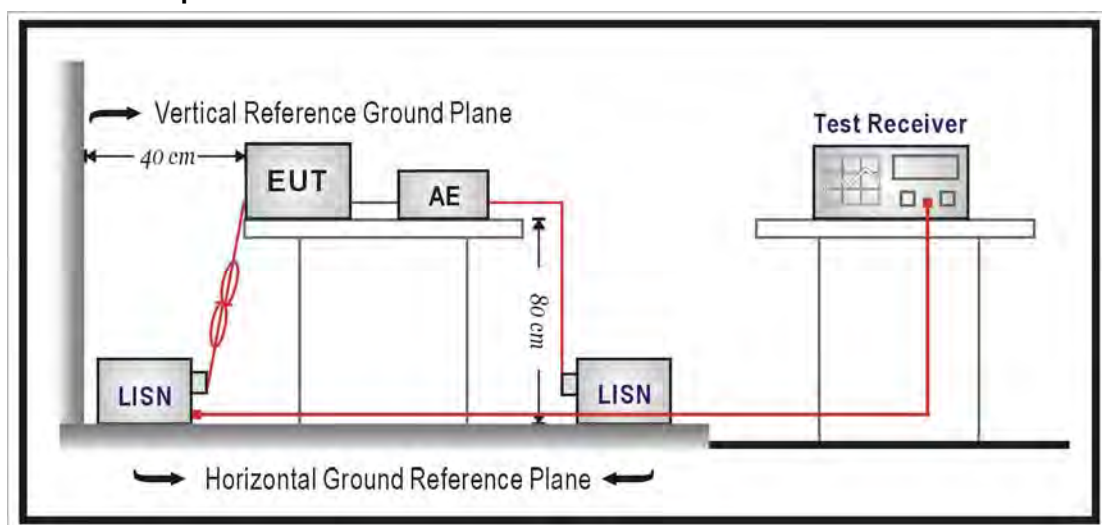 Vertical Reference Ground Plane
Test Receiver
40 cm
EUT
AE
80 cm
LISN
LISN
Horizontal Ground Reference Plane